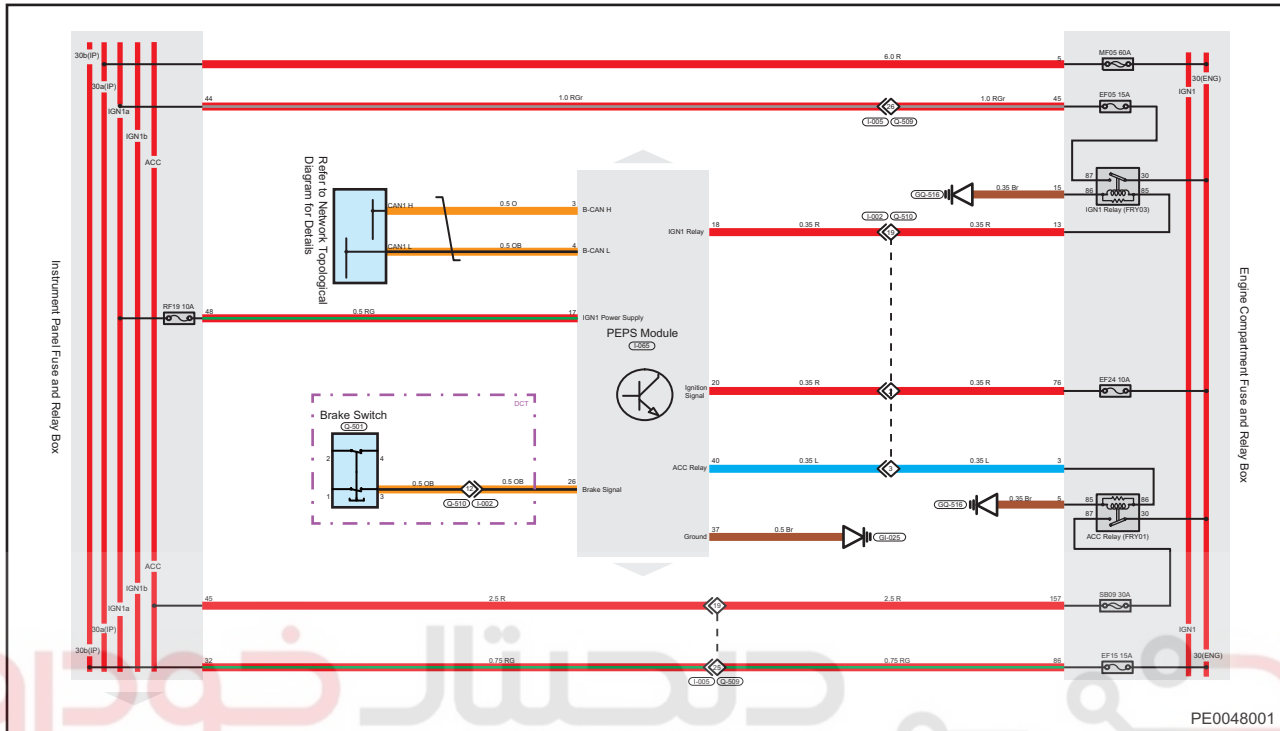 30b(IP)
6.0 R
5
MF05 60A
30a(IP)
30(ENG)
44
1.0 RGr
26
1.0 RGr
45
EF05 15A
IGN1
IGN1a
I-005
Q-509
IGN1b
ACC
Refer to Network Topological
Diagram for Details
87
30
GQ-516
0.35 Br
15
86
85
IGN1 Relay (FRY03)
CAN1 H
0.5 O
3
B-CAN H
I-002
Q-510
IGN1 Relay
18
0.35 R
19
0.35 R
13
CAN1 L
0.5 OB
4
B-CAN L
Instrument Panel Fuse and Relay Box
Engine Compartment Fuse and Relay Box
RF19 10A
48
0.5 RG
17
IGN1 Power Supply
PEPS Module
I-065
Ignition
Signal
20
0.35 R
0.35 R
76
EF24 10A
DCT
Brake Switch
Q-501
2
4
1
3
0.5 OB
12
0.5 OB
26
Brake Signal
Q-510
I-002
ACC Relay
40
0.35 L
3
0.35 L
3
85
86
GQ-516
0.35 Br
5
87
30
ACC Relay (FRY01)
Ground
37
0.5 Br
GI-025
ACC
IGN1b
IGN1a
45
2.5 R
19
2.5 R
157
SB09 30A
30a(IP)
IGN1
30b(IP)
30(ENG)
32
0.75 RG
25
0.75 RG
86
EF15 15A
I-005
Q-509
دیجیتال خودرو
PE0048001